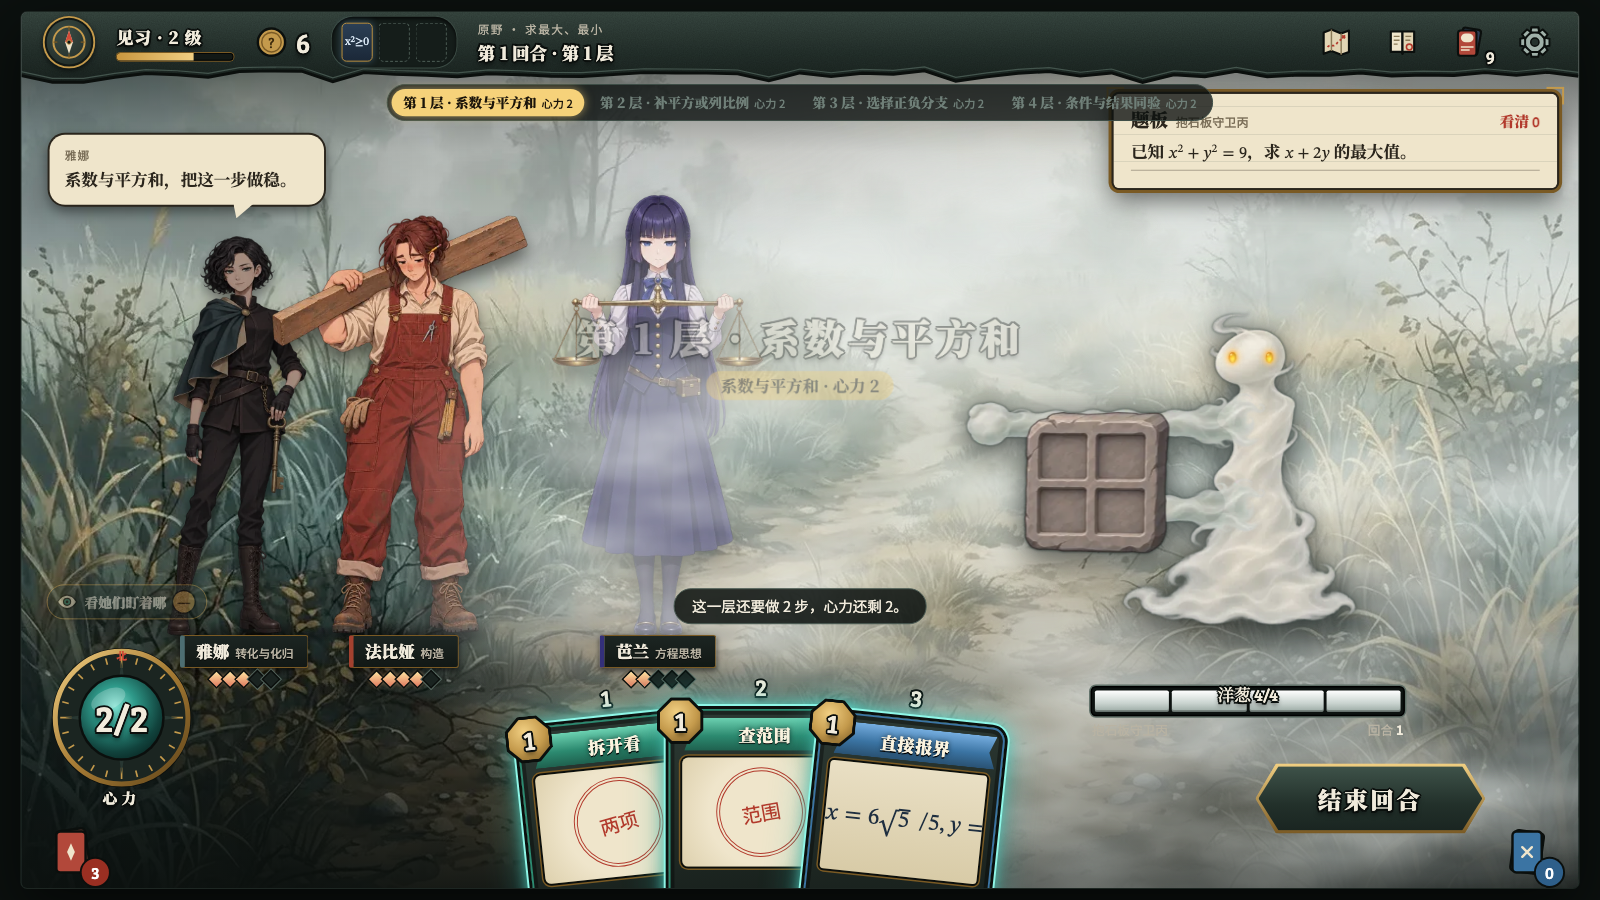 见习 · 2 级
6
x²≥0
原野 · 求最大、最小
第 1 回合 · 第 1 层
9
第 1 层 · 系数与平方和 心力 2
第 2 层 · 补平方或列比例 心力 2
第 3 层 · 选择正负分支 心力 2
第 4 层 · 条件与结果同验 心力 2
题板 抱石板守卫丙
看清 0
已知 x² + y² = 9，求 x + 2y 的最大值。
雅娜
系数与平方和，把这一步做稳。
第 1 层 · 系数与平方和
系数与平方和 · 心力 2
看她们盯着哪
这一层还要做 2 步，心力还剩 2。
雅娜 转化与化归
法比娅 构造
芭兰 方程思想
2/2
心力
3
1
1
拆开看
两项
2
1
查范围
范围
3
1
直接报界
x = 6√5 /5, y =
洋葱 4/4
回合 1
结束回合
0